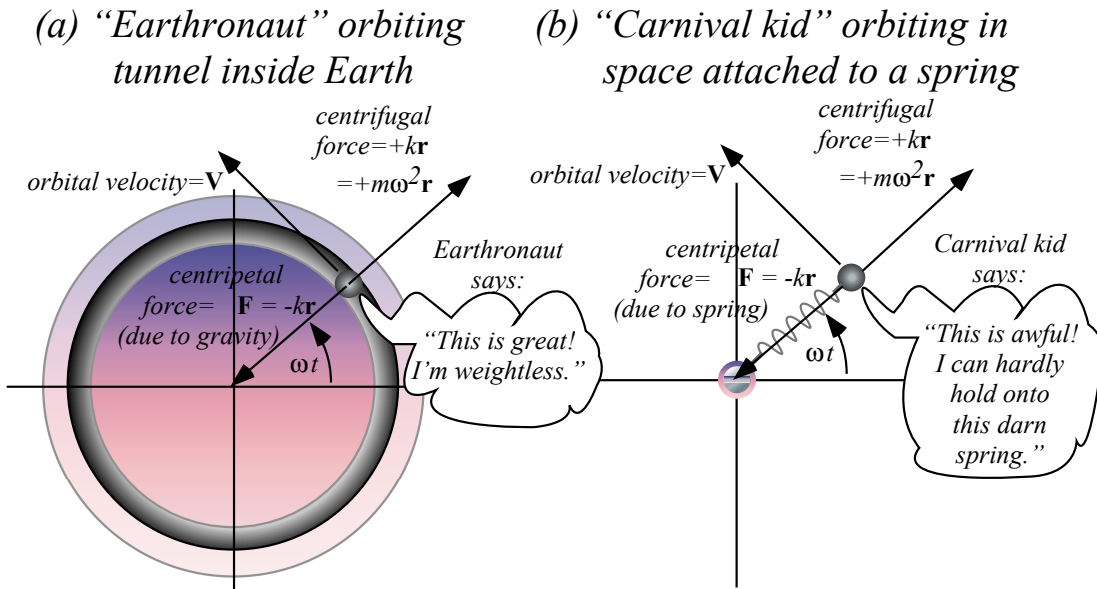 (a) “Earthronaut” orbiting
tunnel inside Earth
centrifugal
force=+kr
=+mω²r
orbital velocity=V
centripetal
force= F = -kr
(due to gravity)
ωt
Earthronaut
says:
“This is great!
I’m weightless.”
(b) “Carnival kid” orbiting in
space attached to a spring
centrifugal
force=+kr
=+mω²r
orbital velocity=V
centripetal
force= F = -kr
(due to spring)
ωt
Carnival kid
says:
“This is awful!
I can hardly
hold onto
this darn
spring.”